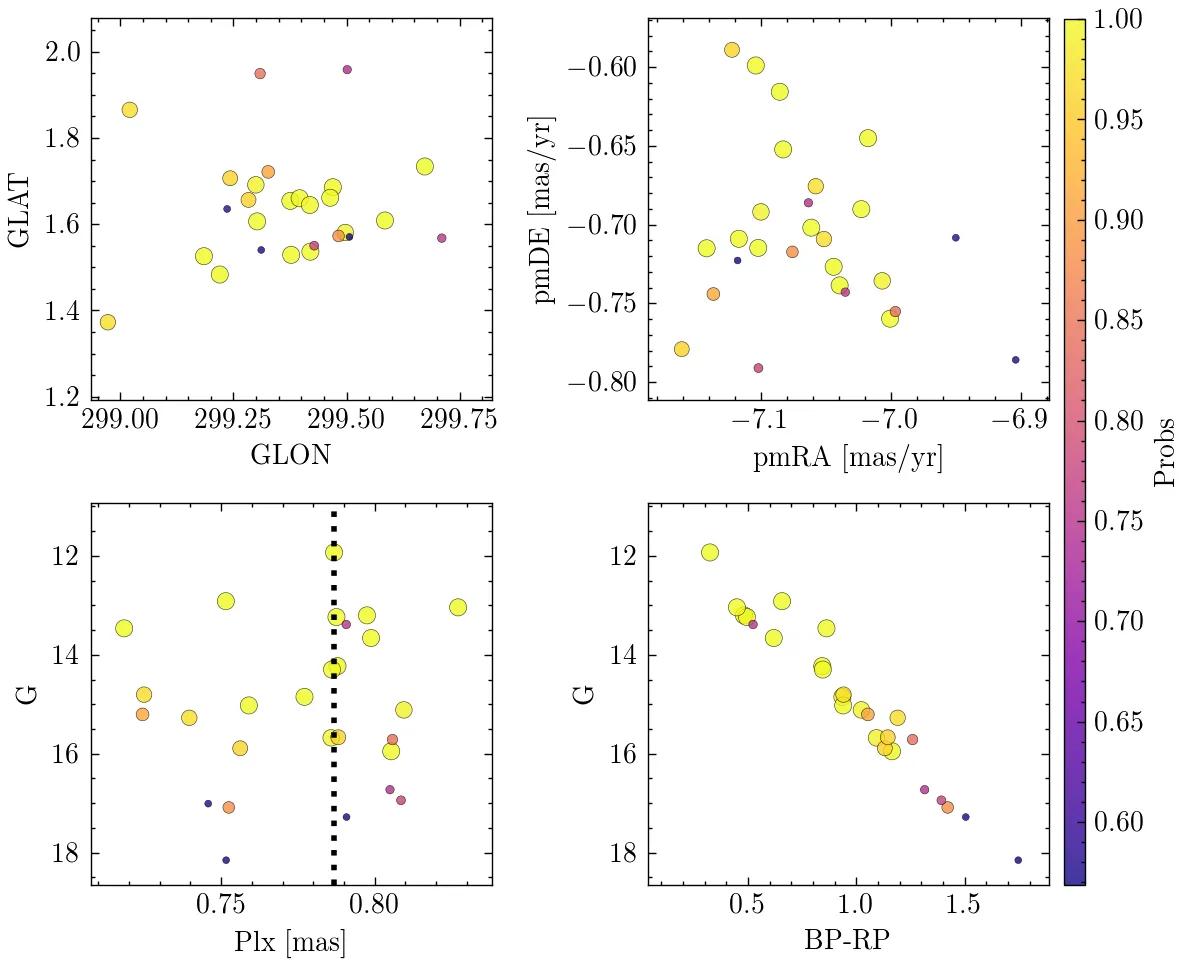 2.0
1.8
1.6
1.4
1.2
GLAT
299.00 299.25 299.50 299.75
GLON
−0.60
−0.65
−0.70
−0.75
−0.80
pmDE [mas/yr]
−7.1 −7.0 −6.9
pmRA [mas/yr]
1.00
0.95
0.90
0.85
0.80
0.75
0.70
0.65
0.60
Probs
12
14
16
18
G
0.75 0.80
Plx [mas]
12
14
16
18
G
0.5 1.0 1.5
BP-RP